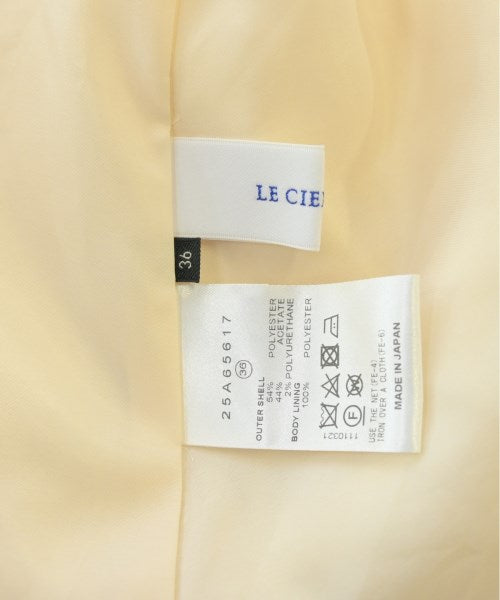 LE CIE
36
25A65617
36
OUTER SHELL
54% POLYESTER
44% ACETATE
2% POLYURETHANE
BODY LINING
100% POLYESTER
1110321
USE THE NET(FE-4)
IRON OVER A CLOTH(FE-6)
MADE IN JAPAN